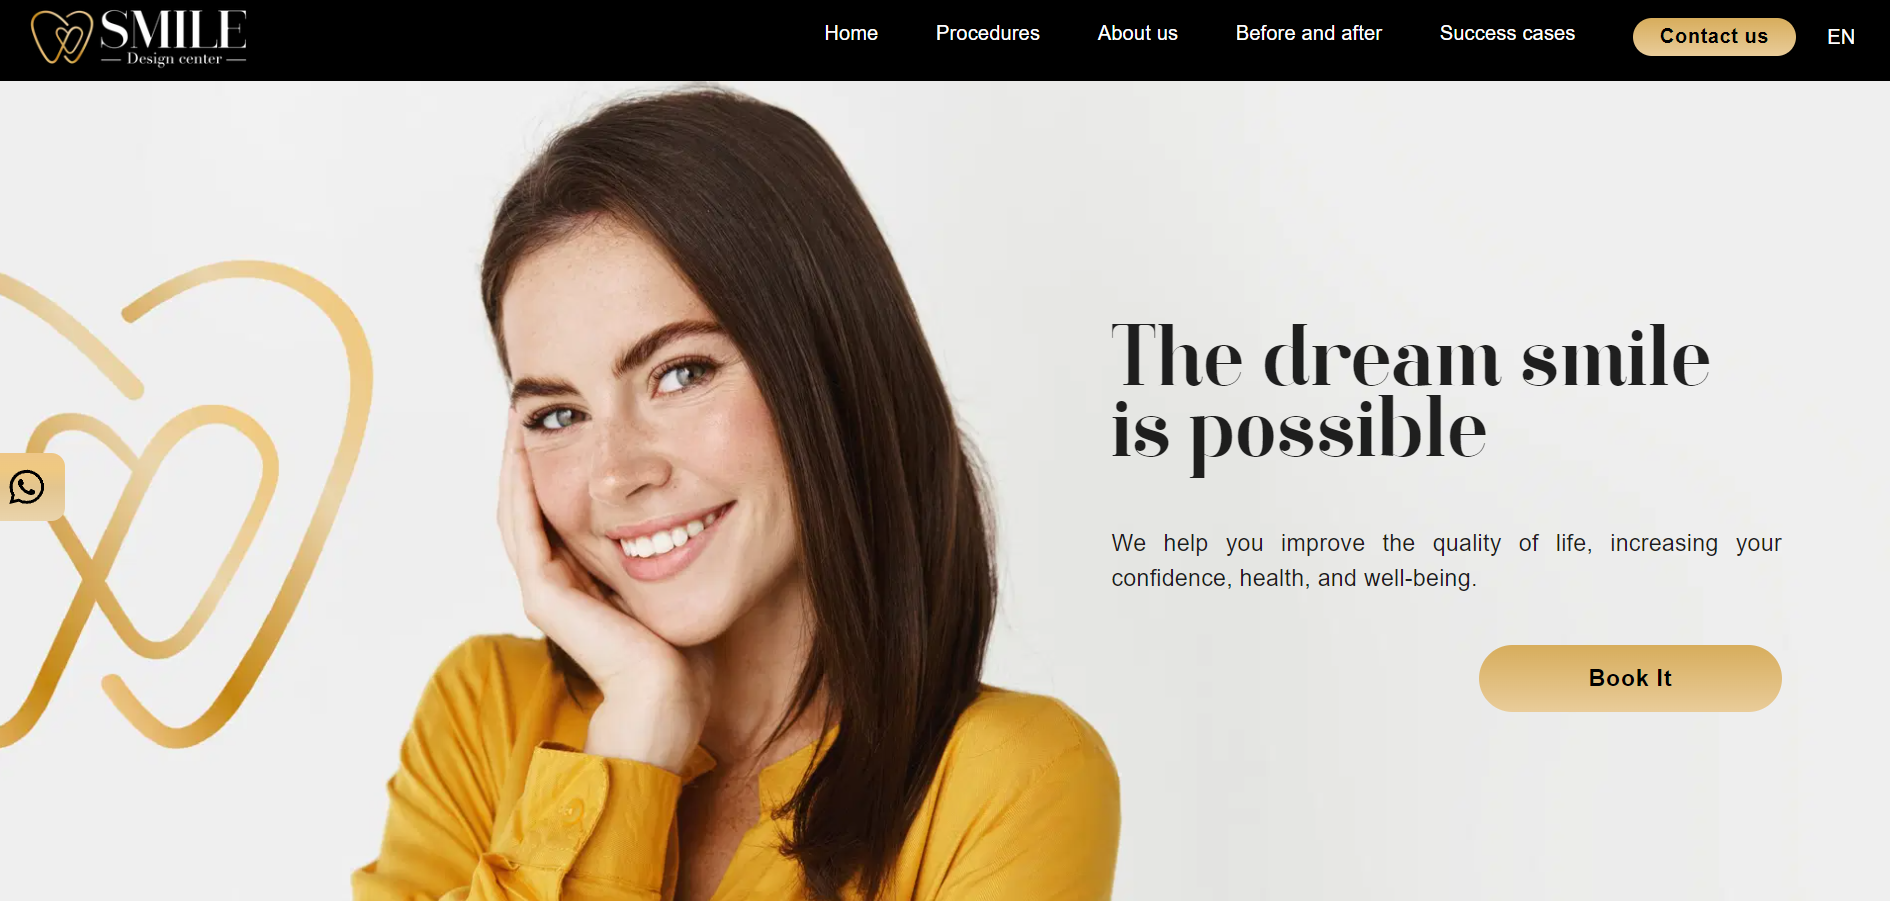 SMILE
Design center
Home
Procedures
About us
Before and after
Success cases
Contact us
EN
The dream smile
is possible
We help you improve the quality of life, increasing your
confidence, health, and well-being.
Book It